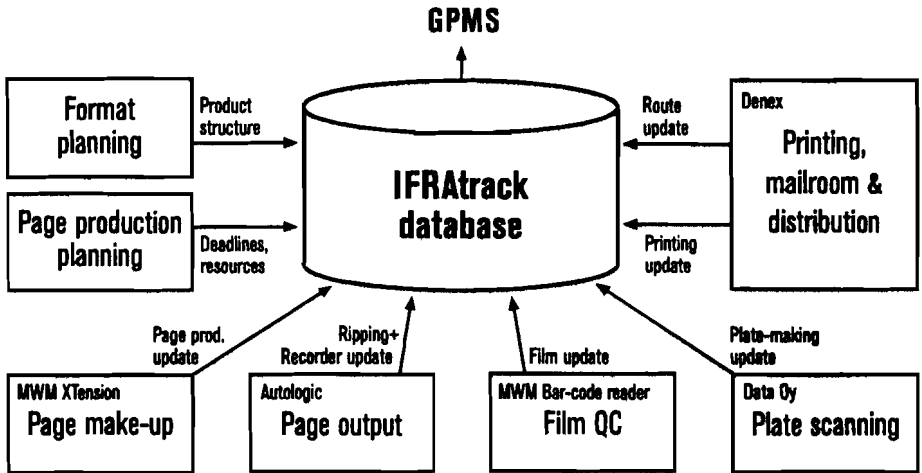 GPMS
Format
planning
Product
structure
IFRAtrack
database
Route
update
Denex
Printing,
mailroom &
distribution
Page production
planning
Deadlines,
resources
Printing
update
Page prod.
update
Ripping+
Recorder update
Film update
Plate-making
update
MWM XTension
Page make-up
Autologic
Page output
MWM Bar-code reader
Film QC
Data Oy
Plate scanning